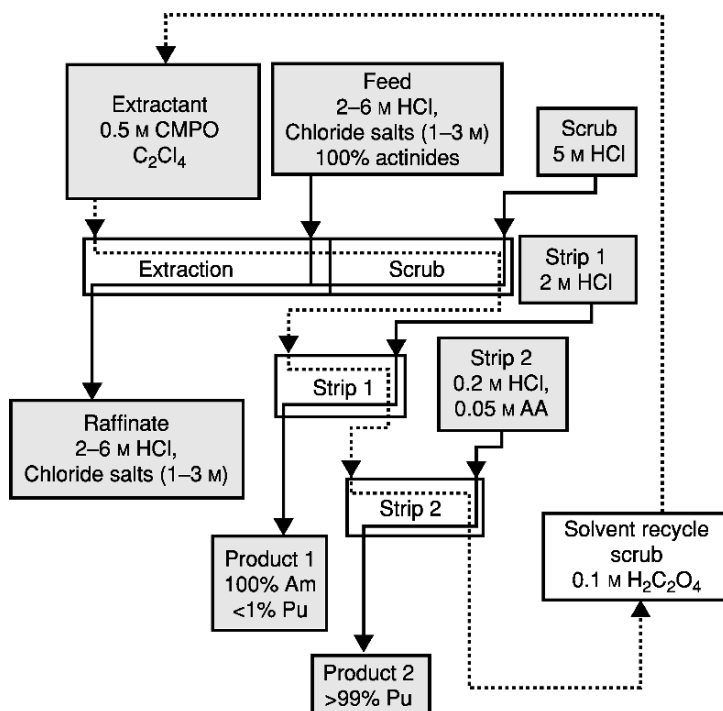 Extractant
0.5 M CMPO
C₂Cl₄
Feed
2–6 M HCl,
Chloride salts (1–3 M)
100% actinides
Scrub
5 M HCl
Extraction
Scrub
Strip 1
2 M HCl
Strip 1
Strip 2
0.2 M HCl,
0.05 M AA
Raffinate
2–6 M HCl,
Chloride salts (1–3 M)
Strip 2
Solvent recycle
scrub
0.1 M H₂C₂O₄
Product 1
100% Am
<1% Pu
Product 2
>99% Pu